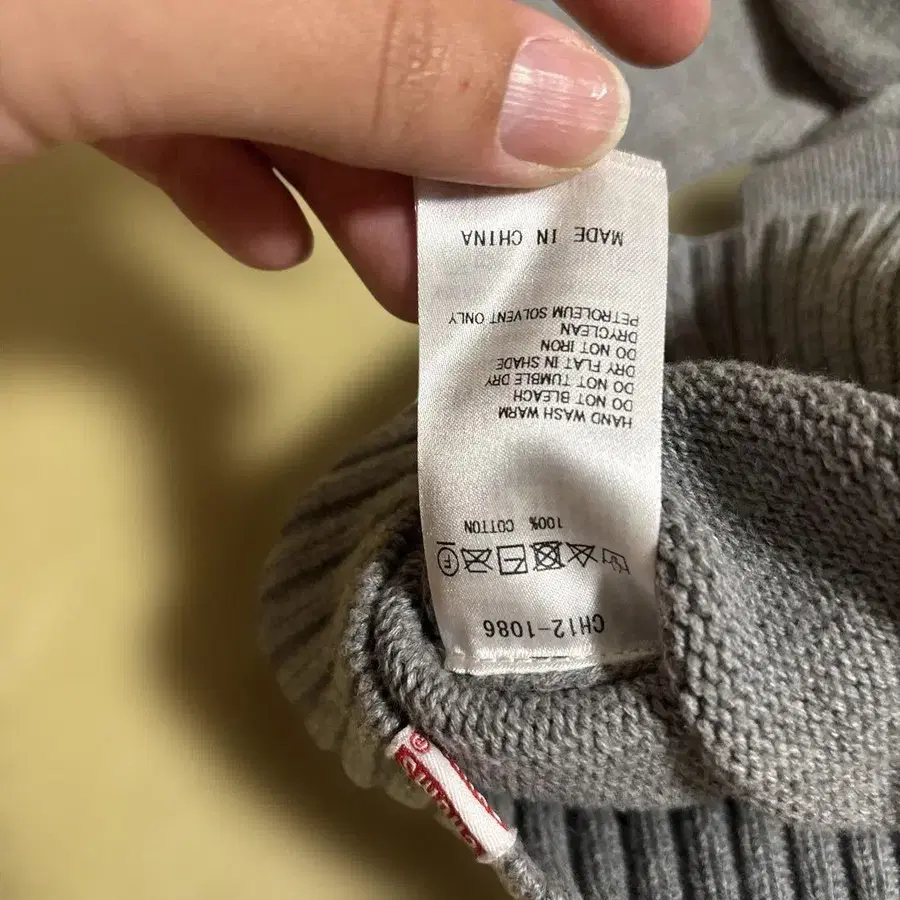 CH12-1086
F
100% COTTON
HAND WASH WARM
DO NOT BLEACH
DO NOT TUMBLE DRY
DRY FLAT IN SHADE
DO NOT IRON
DRYCLEAN
PETROLEUM SOLVENT ONLY
MADE IN CHINA